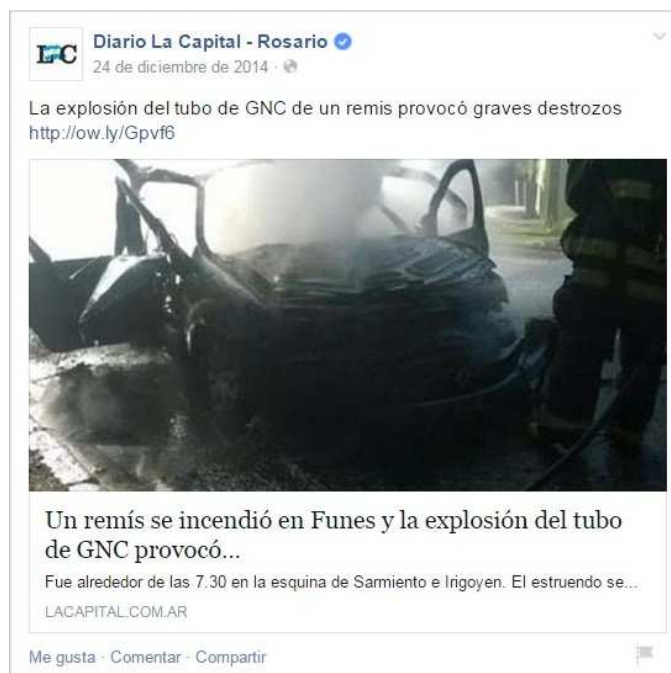 LFC
Diario La Capital - Rosario
24 de diciembre de 2014 ·
La explosión del tubo de GNC de un remis provocó graves destrozos
http://ow.ly/Gpvf6
Un remís se incendió en Funes y la explosión del tubo
de GNC provocó...
Fue alrededor de las 7.30 en la esquina de Sarmiento e Irigoyen. El estruendo se...
LACAPITAL.COM.AR
Me gusta · Comentar · Compartir